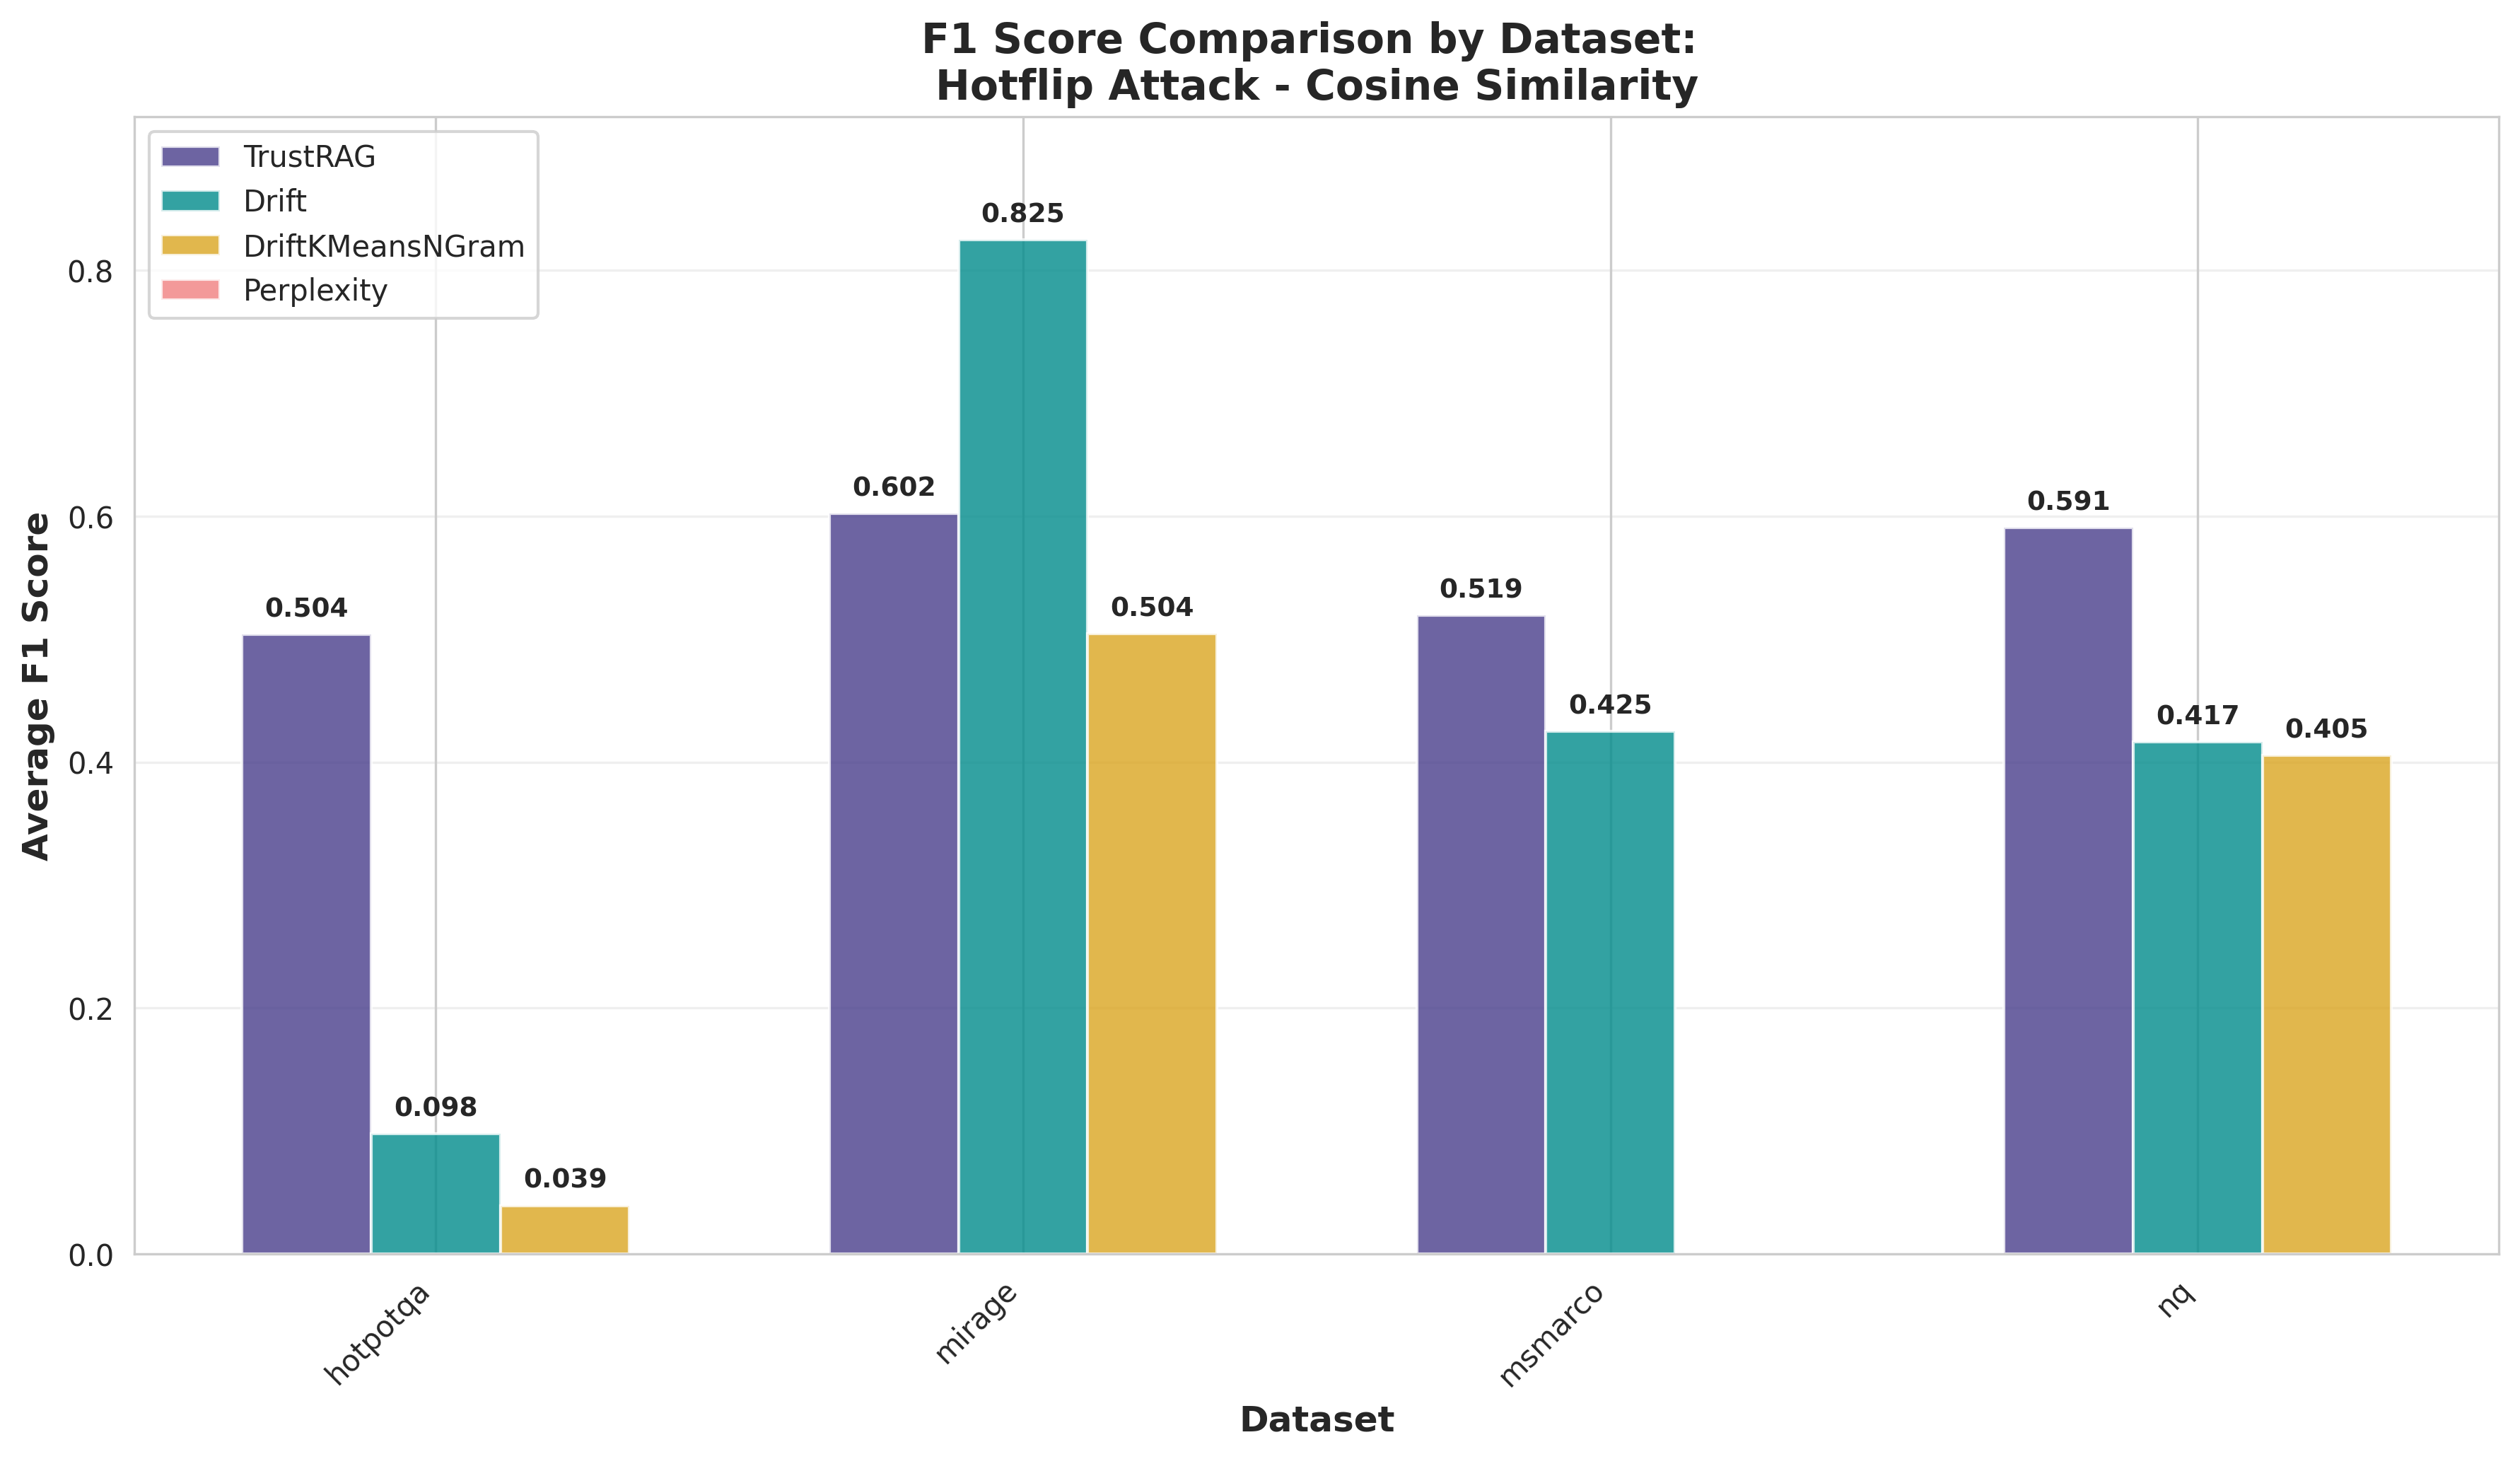 F1 Score Comparison by Dataset:
Hotflip Attack - Cosine Similarity
TrustRAG
Drift
DriftKMeansNGram
Perplexity
Average F1 Score
0.8
0.6
0.4
0.2
0.0
0.504
0.098
0.039
0.602
0.825
0.504
0.519
0.425
0.591
0.417
0.405
hotpotqa
mirage
msmarco
nq
Dataset